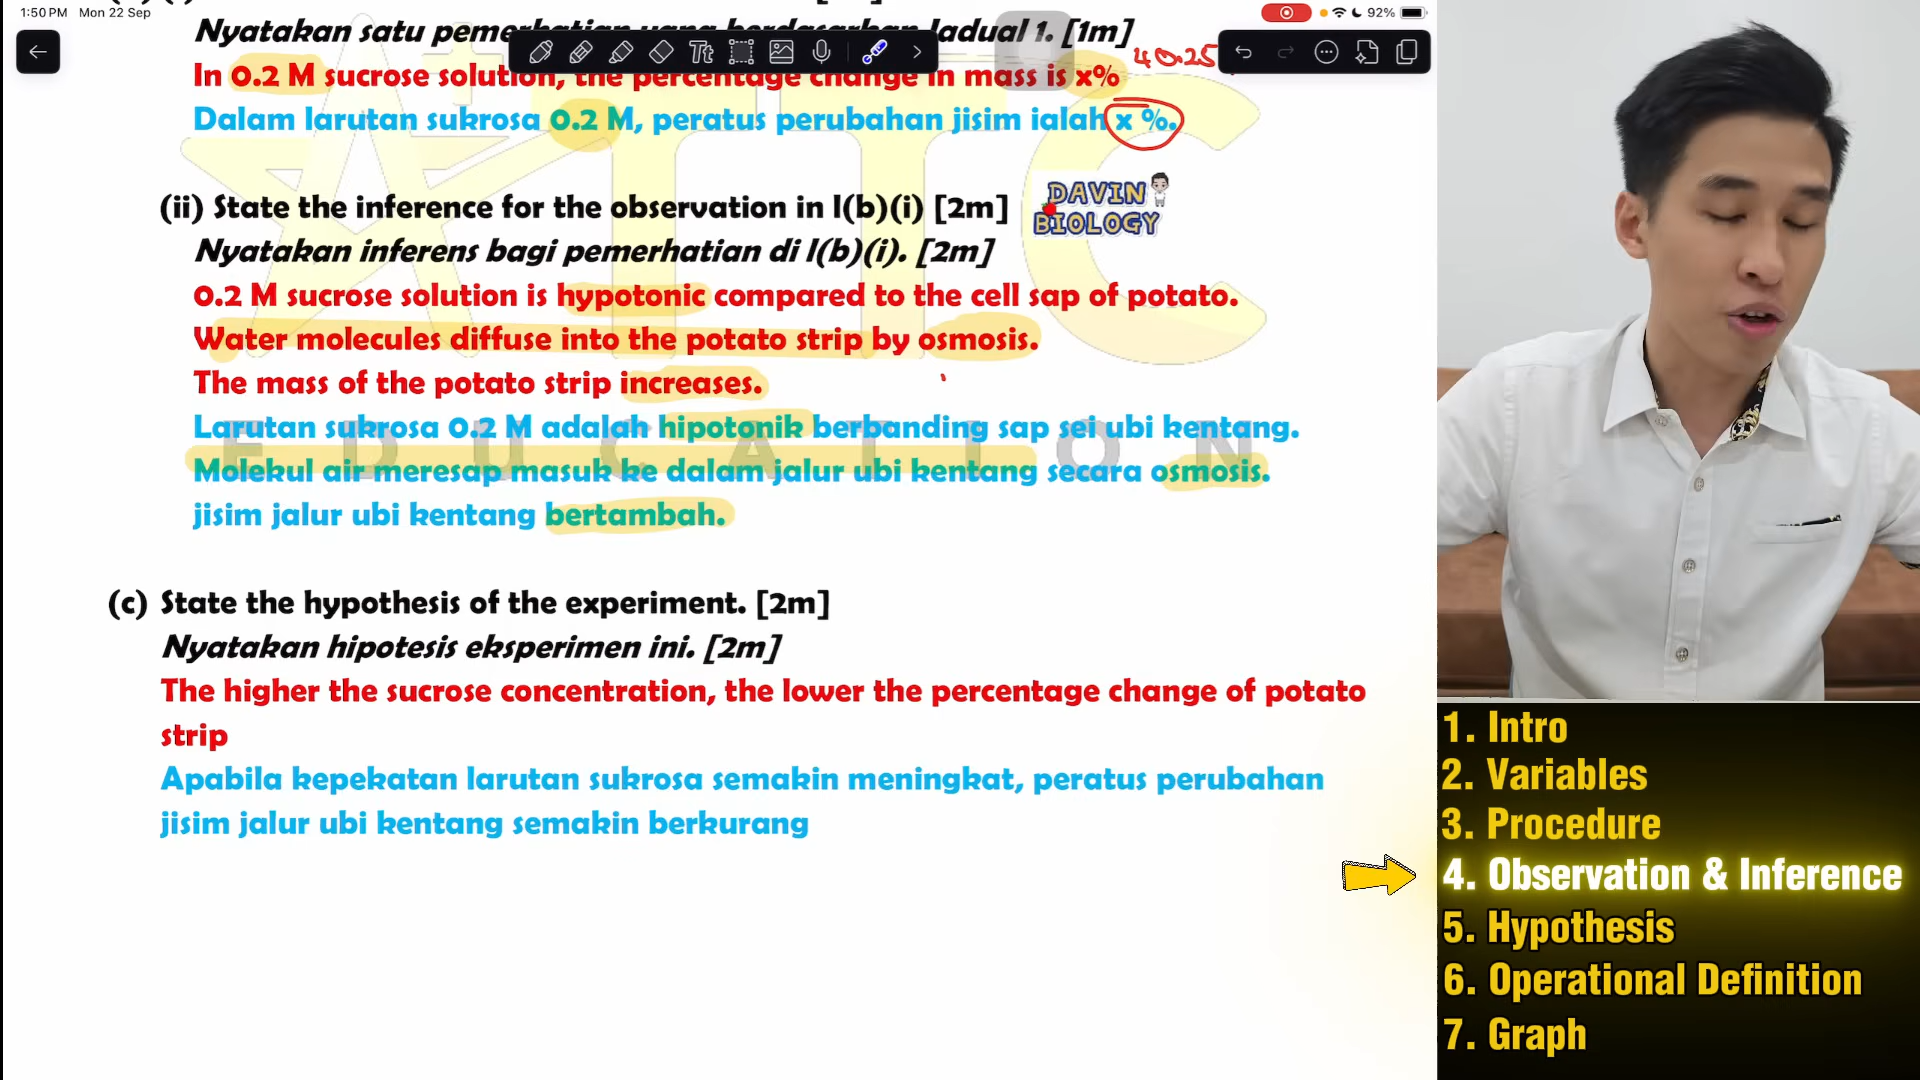 1:50 PM Mon 22 Sep
92%
Nyatakan satu pemerhatian yang berdasarkan Jadual 1. [1m]
Tt
In 0.2 M sucrose solution, the percentage change in mass is x%
Dalam larutan sukrosa 0.2 M, peratus perubahan jisim ialah x %.
(ii) State the inference for the observation in l(b)(i) [2m]
DAVIN
BIOLOGY
Nyatakan inferens bagi pemerhatian di l(b)(i). [2m]
0.2 M sucrose solution is hypotonic compared to the cell sap of potato.
Water molecules diffuse into the potato strip by osmosis.
The mass of the potato strip increases.
Larutan sukrosa 0.2 M adalah hipotonik berbanding sap sel ubi kentang.
Molekul air meresap masuk ke dalam jalur ubi kentang secara osmosis.
jisim jalur ubi kentang bertambah.
EDUCATION
(c) State the hypothesis of the experiment. [2m]
Nyatakan hipotesis eksperimen ini. [2m]
The higher the sucrose concentration, the lower the percentage change of potato
strip
Apabila kepekatan larutan sukrosa semakin meningkat, peratus perubahan
jisim jalur ubi kentang semakin berkurang
1. Intro
2. Variables
3. Procedure
4. Observation & Inference
5. Hypothesis
6. Operational Definition
7. Graph